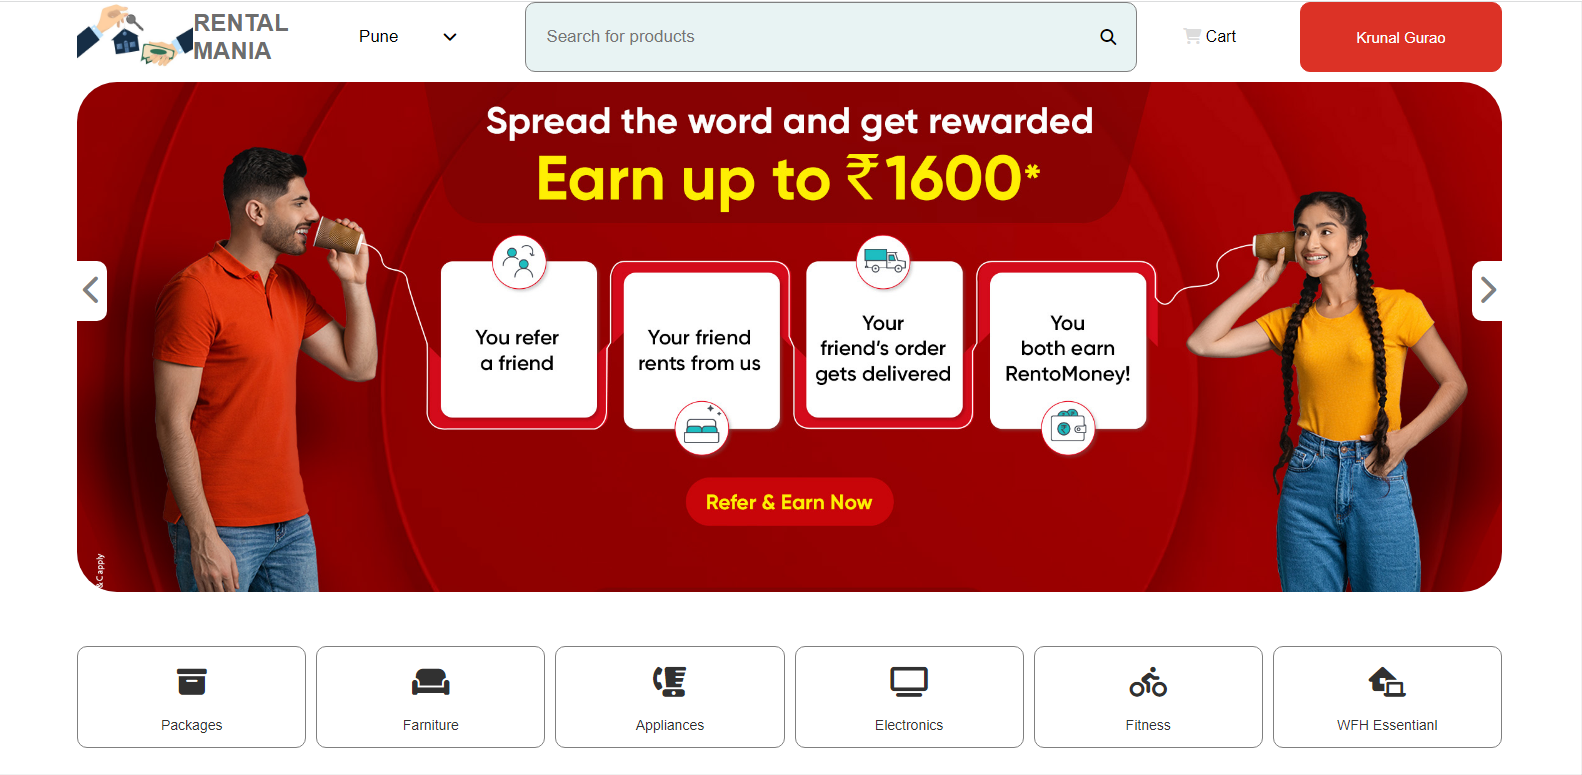 RENTAL
MANIA
Pune
Search for products
Cart
Krunal Gurao
Spread the word and get rewarded
Earn up to ₹1600*
You refer
a friend
Your friend
rents from us
Your
friend's order
gets delivered
You
both earn
RentoMoney!
Refer & Earn Now
& C apply
Packages
Farniture
Appliances
Electronics
Fitness
WFH Essentianl